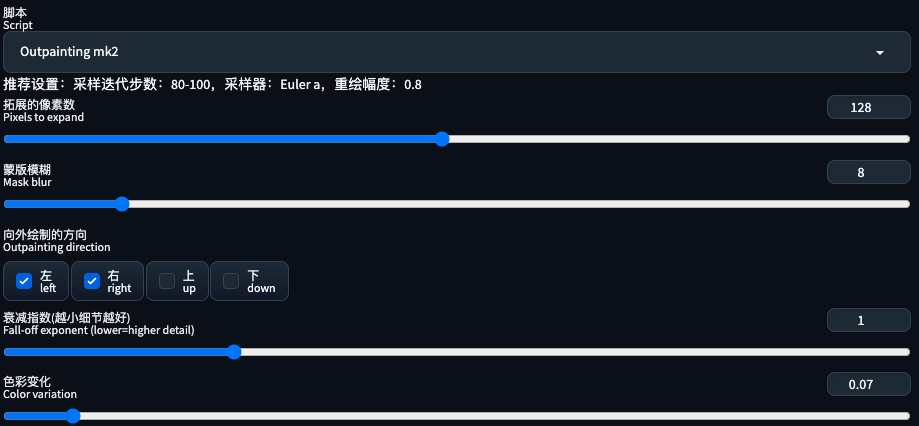 脚本
Script
Outpainting mk2
推荐设置：采样迭代步数：80-100，采样器：Euler a，重绘幅度：0.8
拓展的像素数
128
Pixels to expand
蒙版模糊
8
Mask blur
向外绘制的方向
Outpainting direction
左 右 上 下
left right up down
衰减指数(越小细节越好)
1
Fall-off exponent (lower=higher detail)
色彩变化
0.07
Color variation